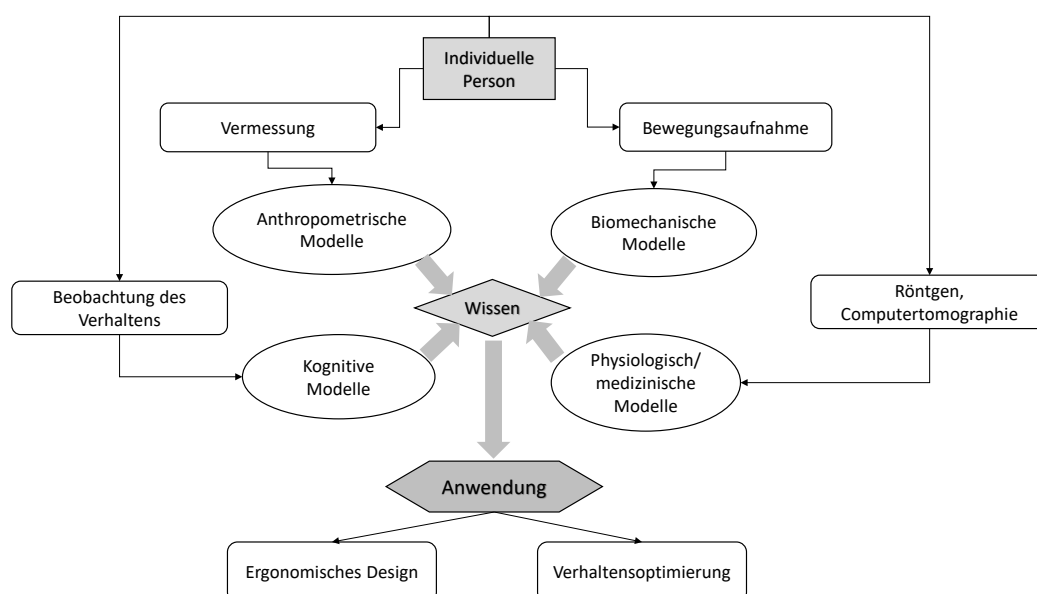 Individuelle
Person
Vermessung
Bewegungsaufnahme
Anthropometrische
Modelle
Biomechanische
Modelle
Beobachtung des
Verhaltens
Wissen
Röntgen,
Computertomographie
Kognitive
Modelle
Physiologisch/
medizinische
Modelle
Anwendung
Ergonomisches Design
Verhaltensoptimierung